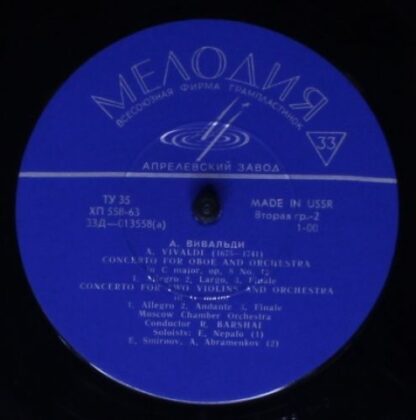 МЕЛОДИЯ
ВСЕСОЮЗНАЯ ФИРМА ГРАМПЛАСТИНОК
33
АПРЕЛЕВСКИЙ ЗАВОД
ТУ 35
ХП 558-63
33Д—013558(а)
MADE IN USSR
Вторая гр.-2
1-00
А. ВИВАЛЬДИ
A. VIVALDI (1678—1741)
CONCERTO FOR OBOE AND ORCHESTRA
in C major, op. 8 No. 12
1. Allegro 2, Largo, 3, Finale
CONCERTO FOR TWO VIOLINS AND ORCHESTRA
major
1. Allegro 2, Andante 3, Finale
Moscow Chamber Orchestra
Conductor R. BARSHAI
Soloists: E. Nepalo (1)
E, Smirnov, A, Abramenkov (2)